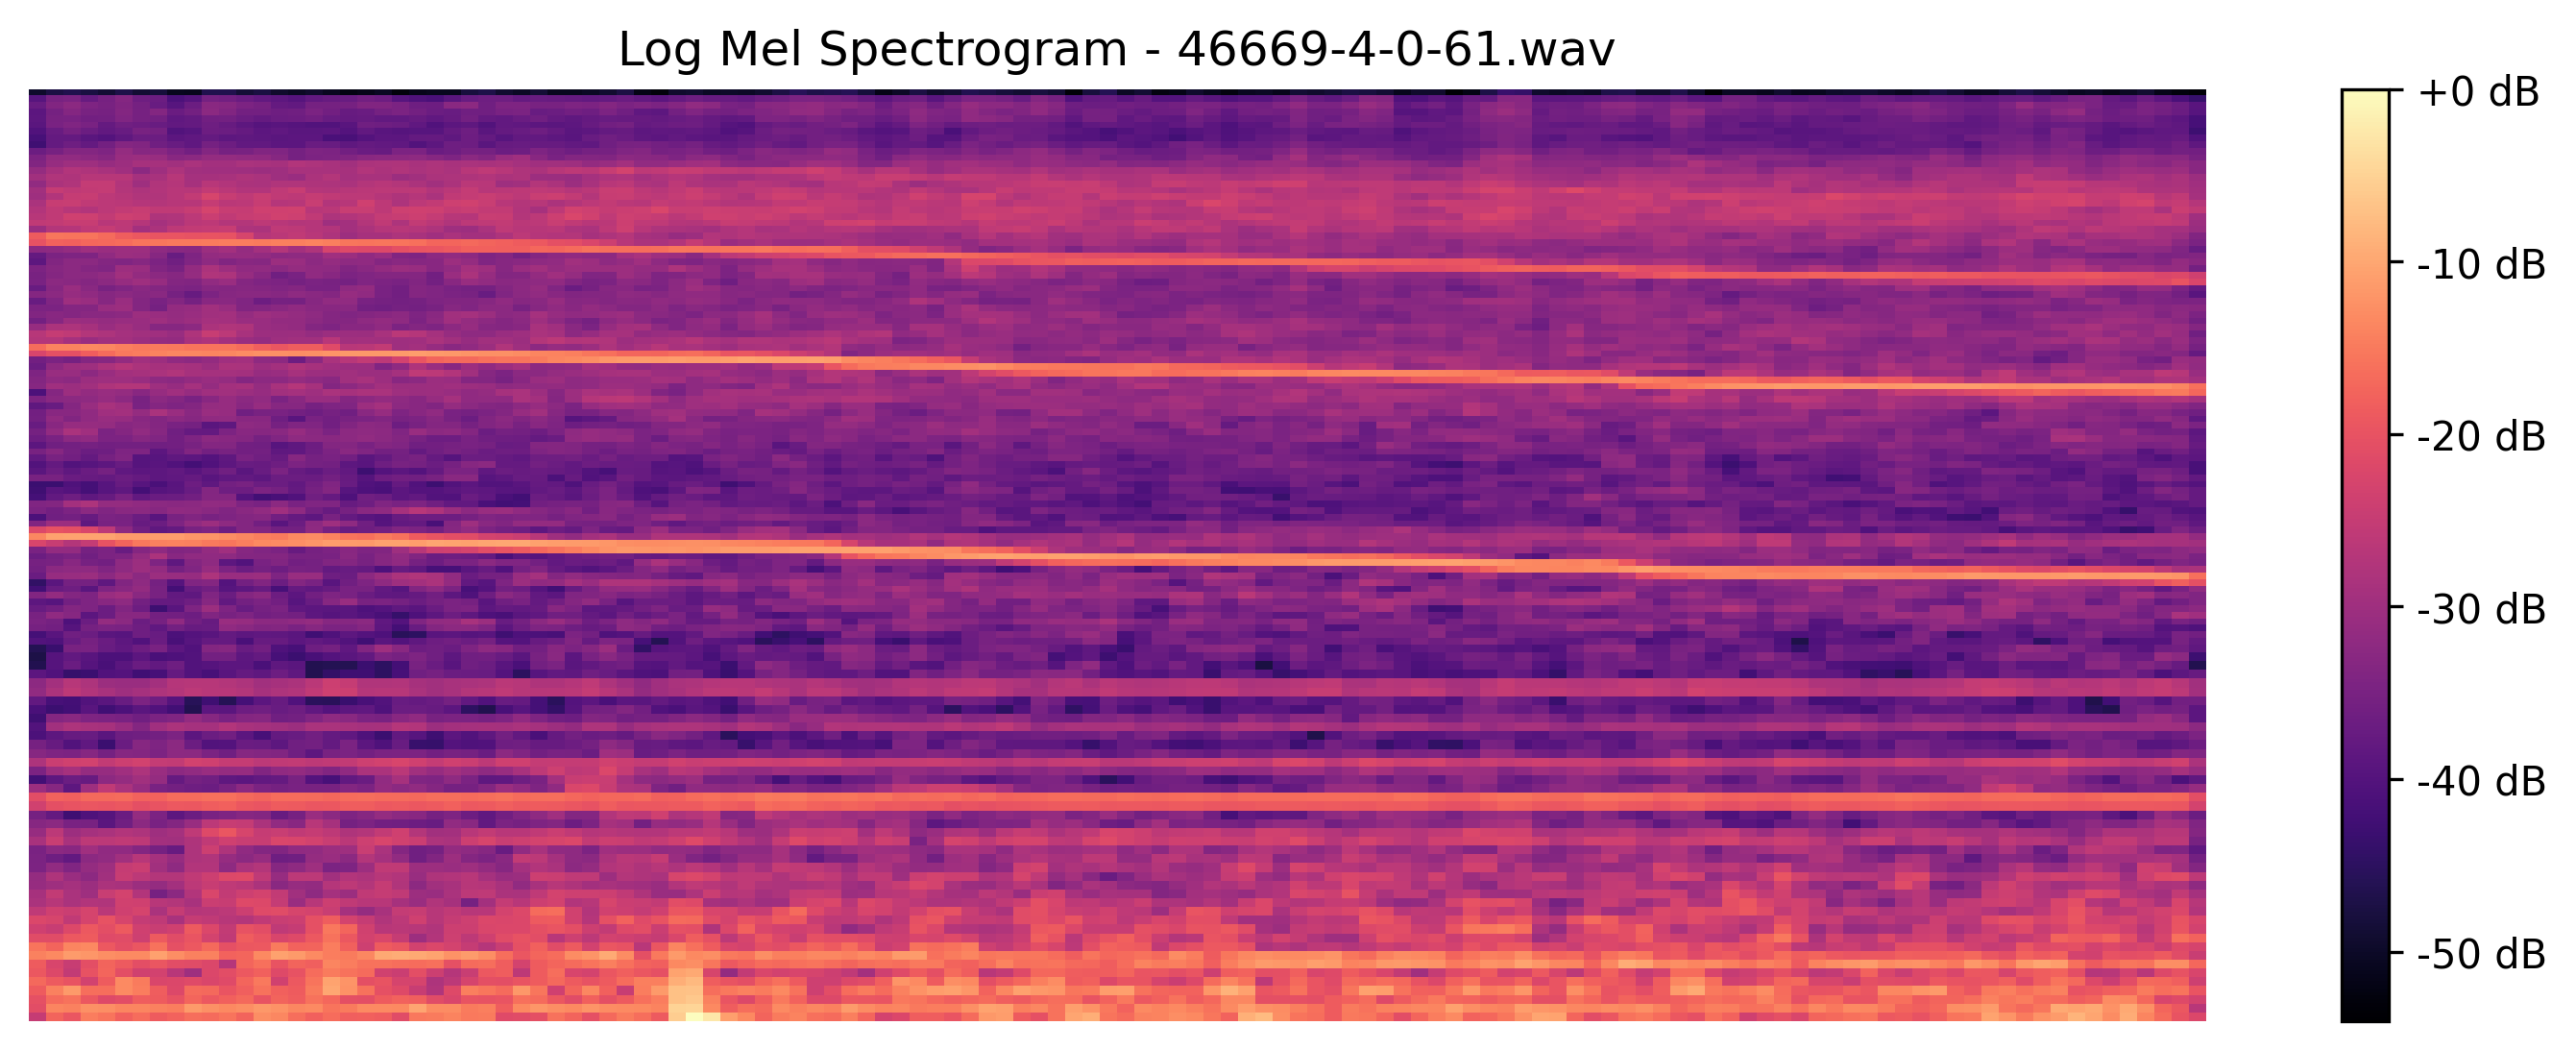 Log Mel Spectrogram - 46669-4-0-61.wav
+0 dB
-10 dB
-20 dB
-30 dB
-40 dB
-50 dB